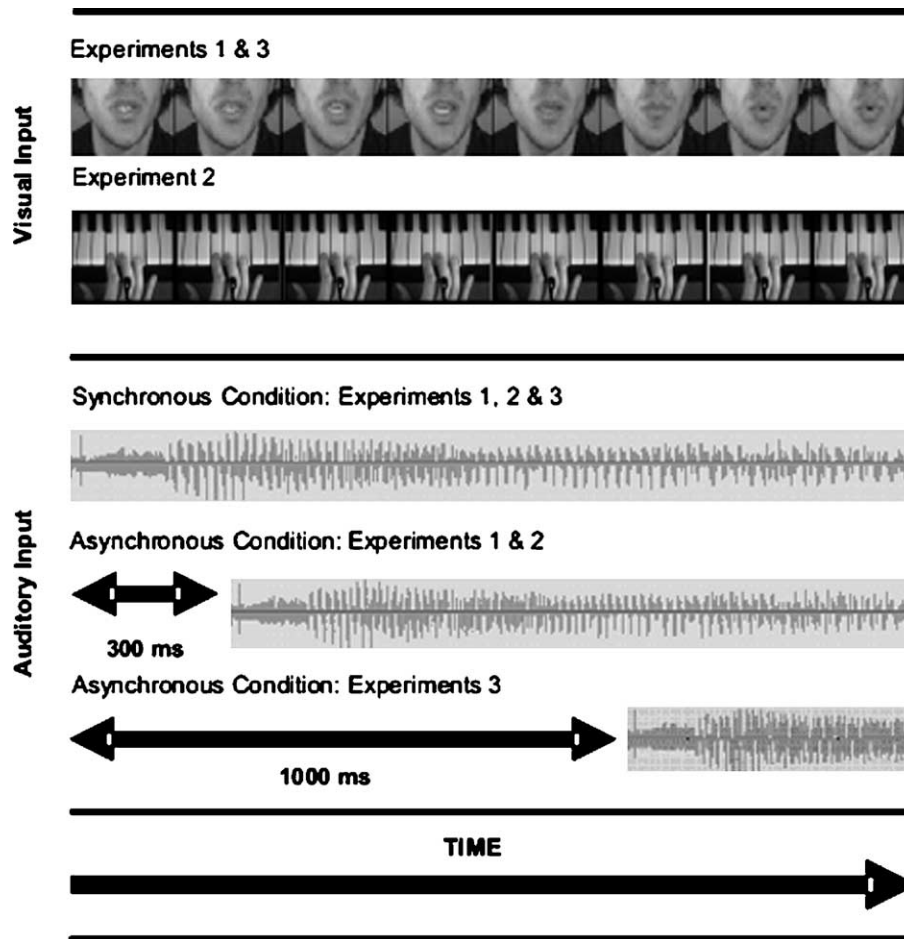 Experiments 1 & 3
Visual Input
Experiment 2
Synchronous Condition: Experiments 1, 2 & 3
Auditory Input
Asynchronous Condition: Experiments 1 & 2
300 ms
Asynchronous Condition: Experiments 3
1000 ms
TIME